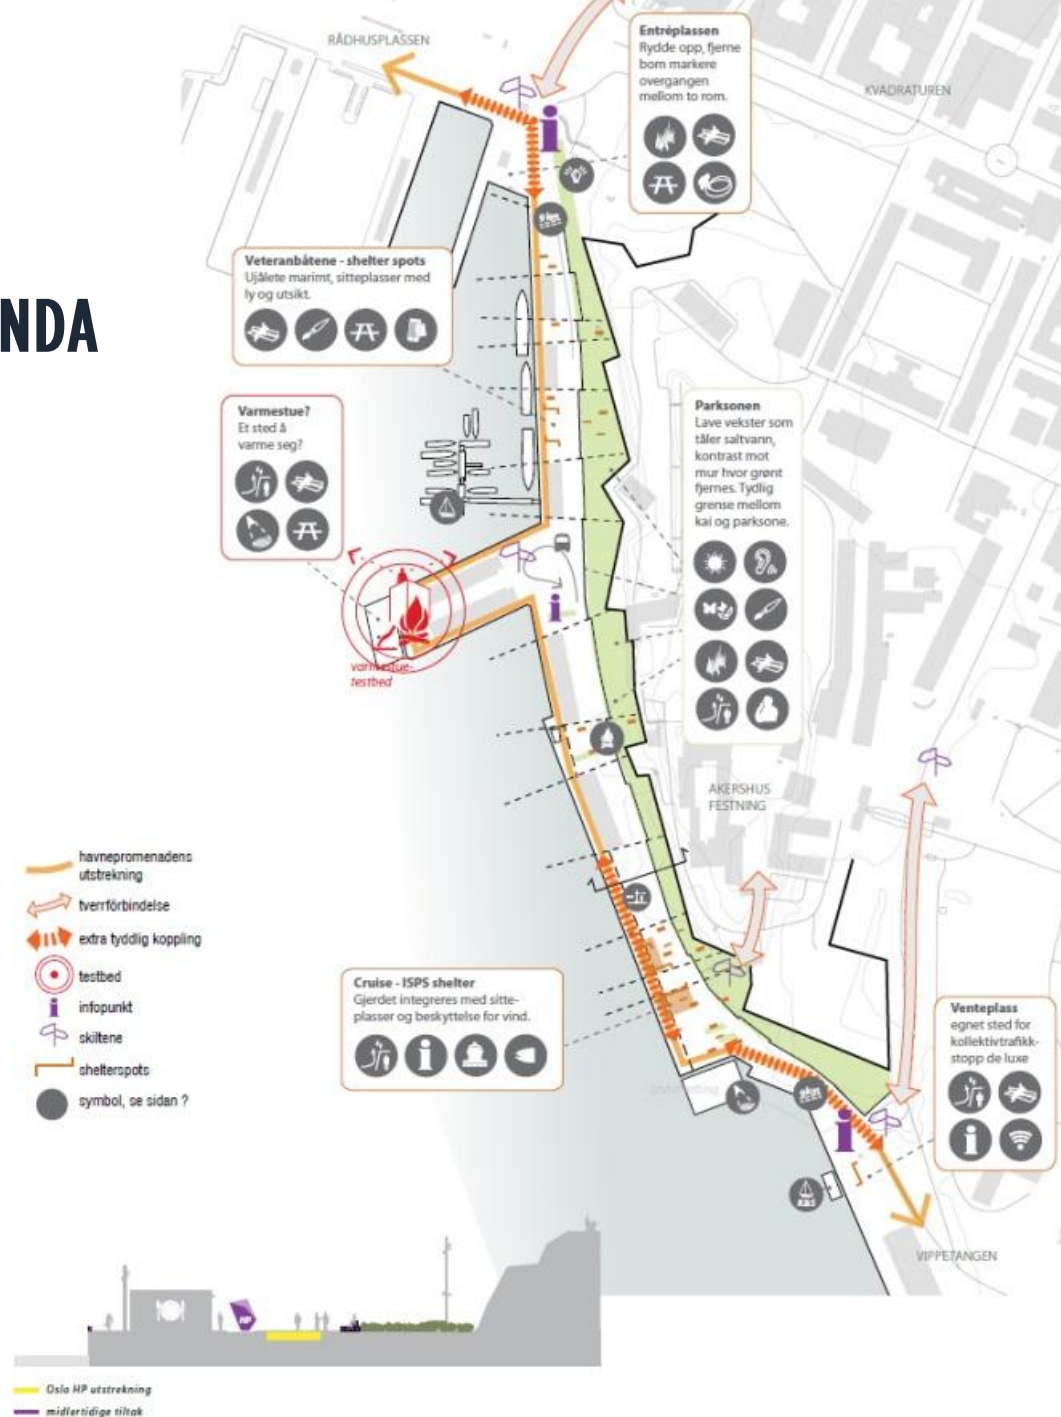 RÅDHUSPLASSEN
Entréplassen
Rydde opp, fjerne
bom markere
overgangen
mellom to rom.
KVADRATUREN
Veteranbåtene - shelter spots
Ujålete marimt, sitteplasser med
ly og utsikt.
NDA
Varmestue?
Et sted å
varme seg?
Parksonen
Lave vekster som
tåler saltvann,
kontrast mot
mur hvor grønt
fjernes. Tydlig
grense mellom
kai og parksone.
varmestue-
testbed
AKERSHUS
FESTNING
havnepromenadens
utstrekning
tverrförbindelse
extra tyddlig koppling
testbed
infopunkt
skiltene
shelterspots
symbol, se sidan ?
Cruise - ISPS shelter
Gjerdet integreres med sitte-
plasser og beskyttelse for vind.
Venteplass
egnet sted for
kollektivtrafikk-
stopp de luxe
VIPPETANGEN
HP
Oslo HP utstrekning
midlertidige tiltak